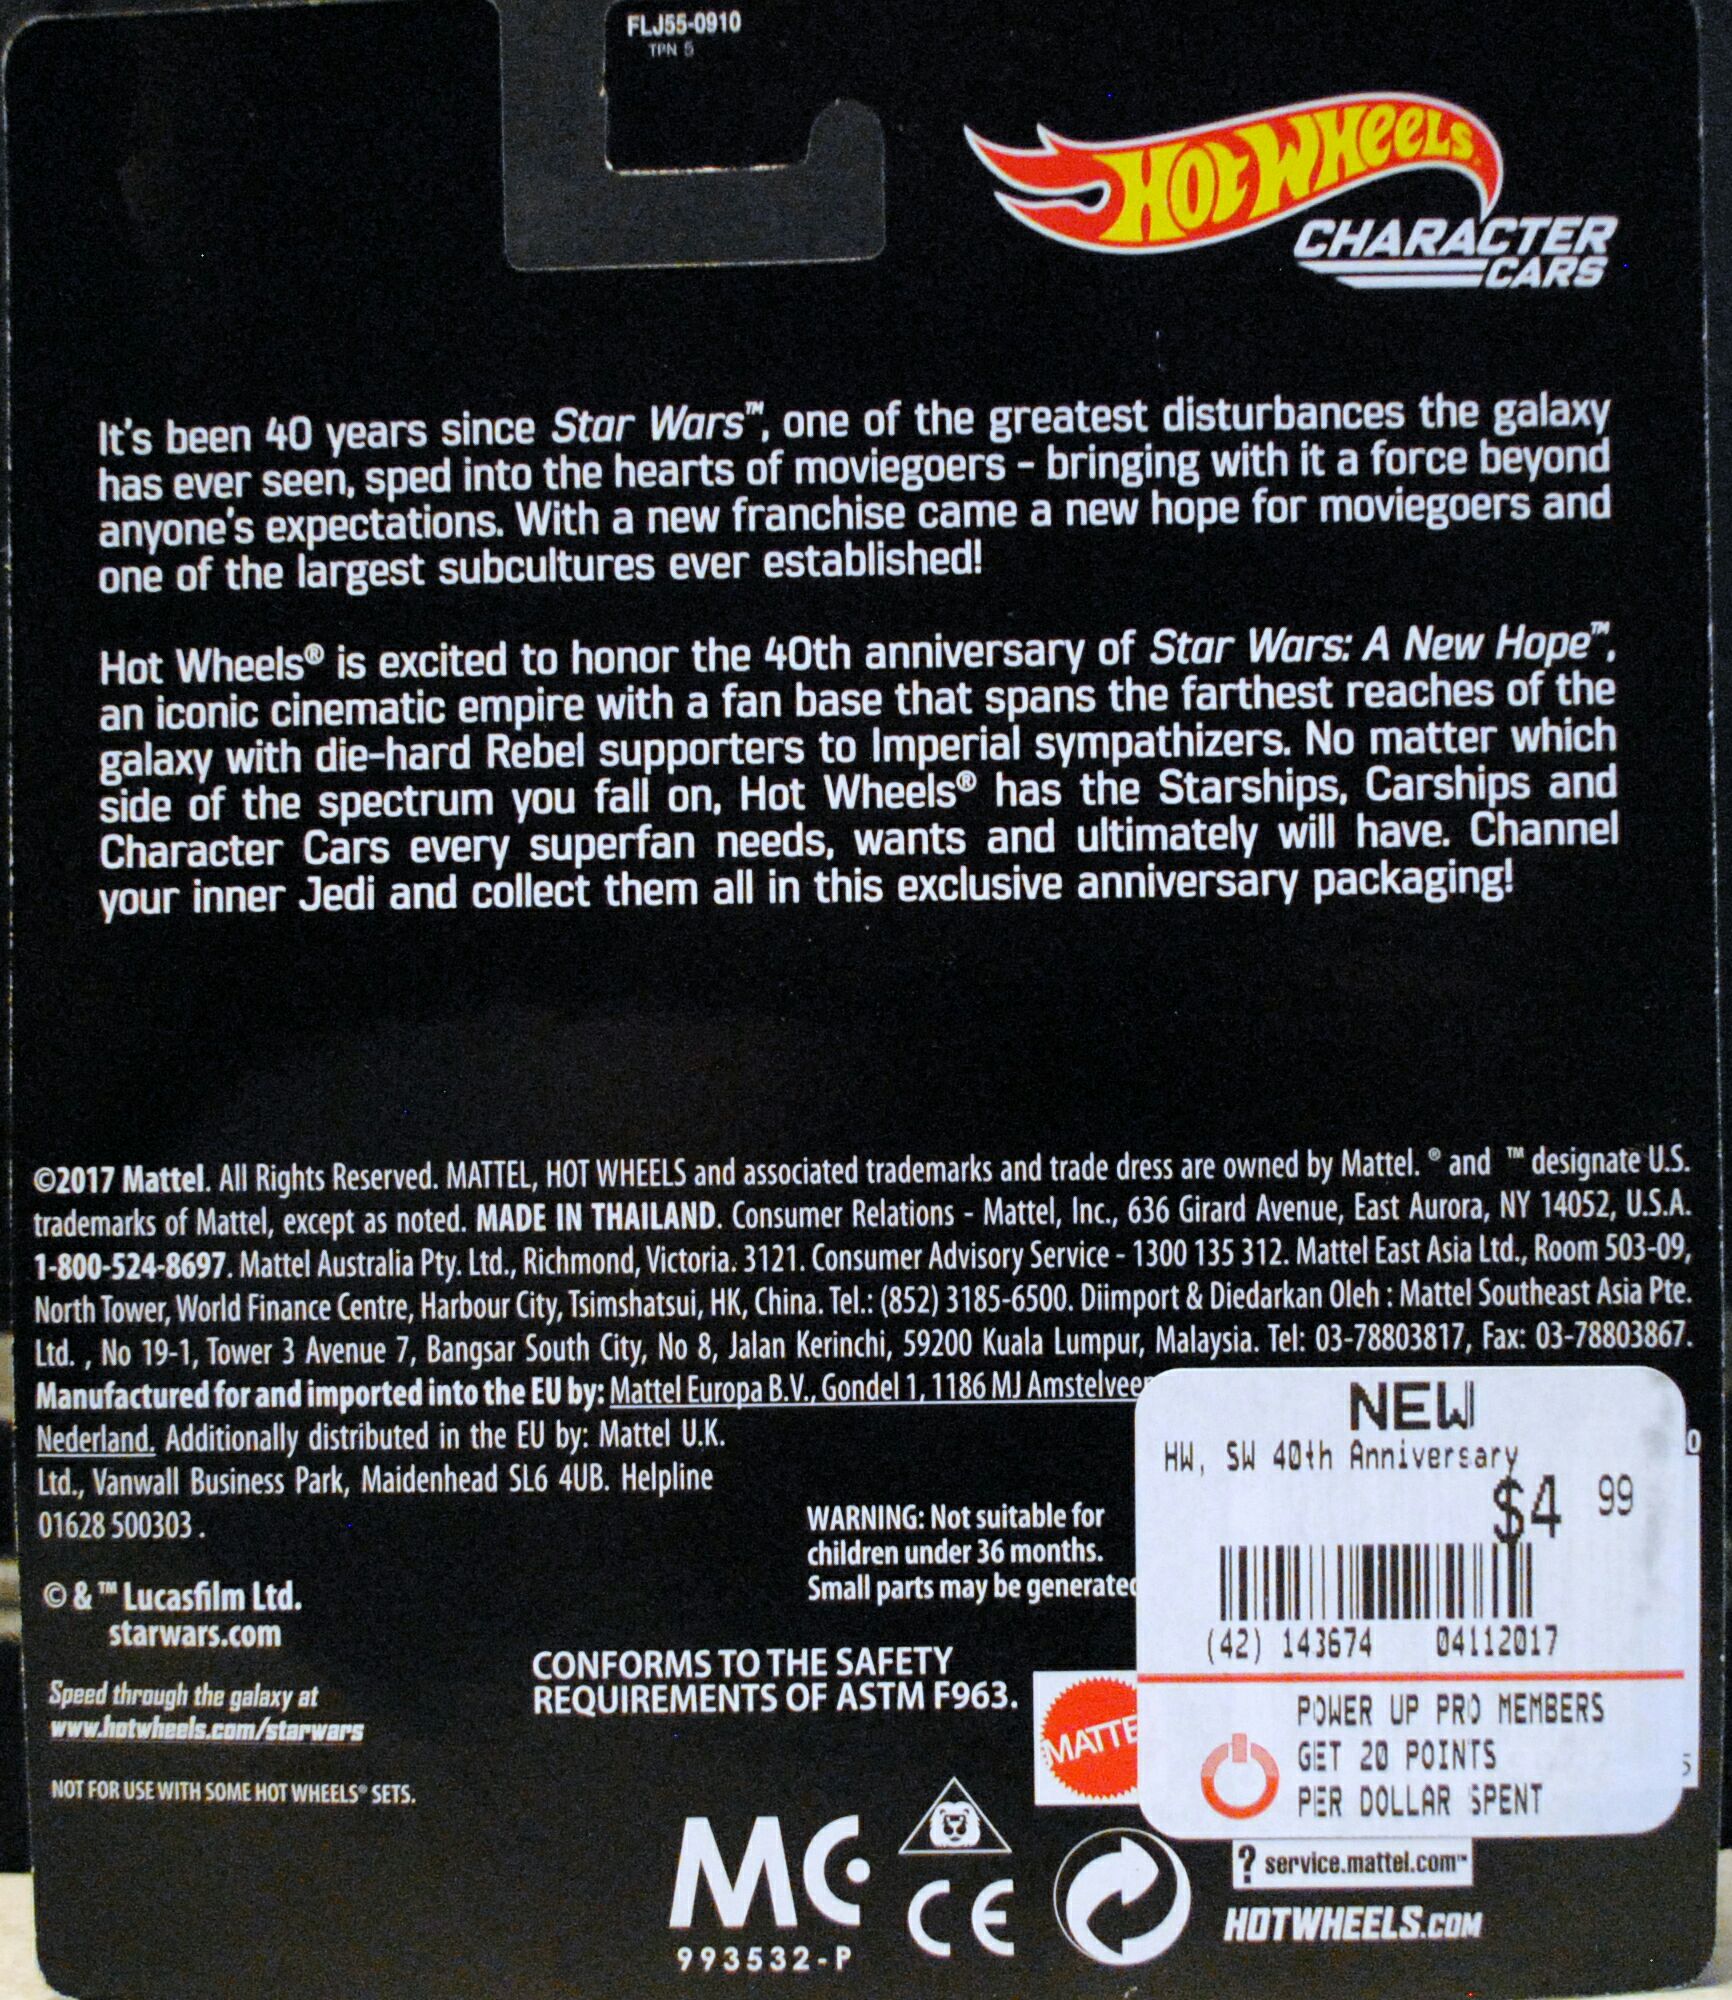 FLJ55-0910
TPN 5
HOT WHEELS
CHARACTER
CARS
It's been 40 years since Star Wars™, one of the greatest disturbances the galaxy
has ever seen, sped into the hearts of moviegoers – bringing with it a force beyond
anyone's expectations. With a new franchise came a new hope for moviegoers and
one of the largest subcultures ever established!
Hot Wheels® is excited to honor the 40th anniversary of Star Wars: A New Hope™,
an iconic cinematic empire with a fan base that spans the farthest reaches of the
galaxy with die-hard Rebel supporters to Imperial sympathizers. No matter which
side of the spectrum you fall on, Hot Wheels® has the Starships, Carships and
Character Cars every superfan needs, wants and ultimately will have. Channel
your inner Jedi and collect them all in this exclusive anniversary packaging!
©2017 Mattel. All Rights Reserved. MATTEL, HOT WHEELS and associated trademarks and trade dress are owned by Mattel. ® and ™ designate U.S.
trademarks of Mattel, except as noted. MADE IN THAILAND. Consumer Relations - Mattel, Inc., 636 Girard Avenue, East Aurora, NY 14052, U.S.A.
1-800-524-8697. Mattel Australia Pty. Ltd., Richmond, Victoria. 3121. Consumer Advisory Service - 1300 135 312. Mattel East Asia Ltd., Room 503-09,
North Tower, World Finance Centre, Harbour City, Tsimshatsui, HK, China. Tel.: (852) 3185-6500. Diimport & Diedarkan Oleh : Mattel Southeast Asia Pte.
Ltd. , No 19-1, Tower 3 Avenue 7, Bangsar South City, No 8, Jalan Kerinchi, 59200 Kuala Lumpur, Malaysia. Tel: 03-78803817, Fax: 03-78803867.
Manufactured for and imported into the EU by: Mattel Europa B.V., Gondel 1, 1186 MJ Amstelveen
Nederland. Additionally distributed in the EU by: Mattel U.K.
Ltd., Vanwall Business Park, Maidenhead SL6 4UB. Helpline
01628 500303 .
WARNING: Not suitable for
children under 36 months.
Small parts may be generated
© & ™ Lucasfilm Ltd.
starwars.com
Speed through the galaxy at
www.hotwheels.com/starwars
NOT FOR USE WITH SOME HOT WHEELS® SETS.
CONFORMS TO THE SAFETY
REQUIREMENTS OF ASTM F963.
MATTE
NEW
HW, SW 40th Anniversary
$4 99
(42) 143674 04112017
POWER UP PRO MEMBERS
GET 20 POINTS
PER DOLLAR SPENT
0
5
MC
993532-P
CE
? service.mattel.com™
HOTWHEELS.COM